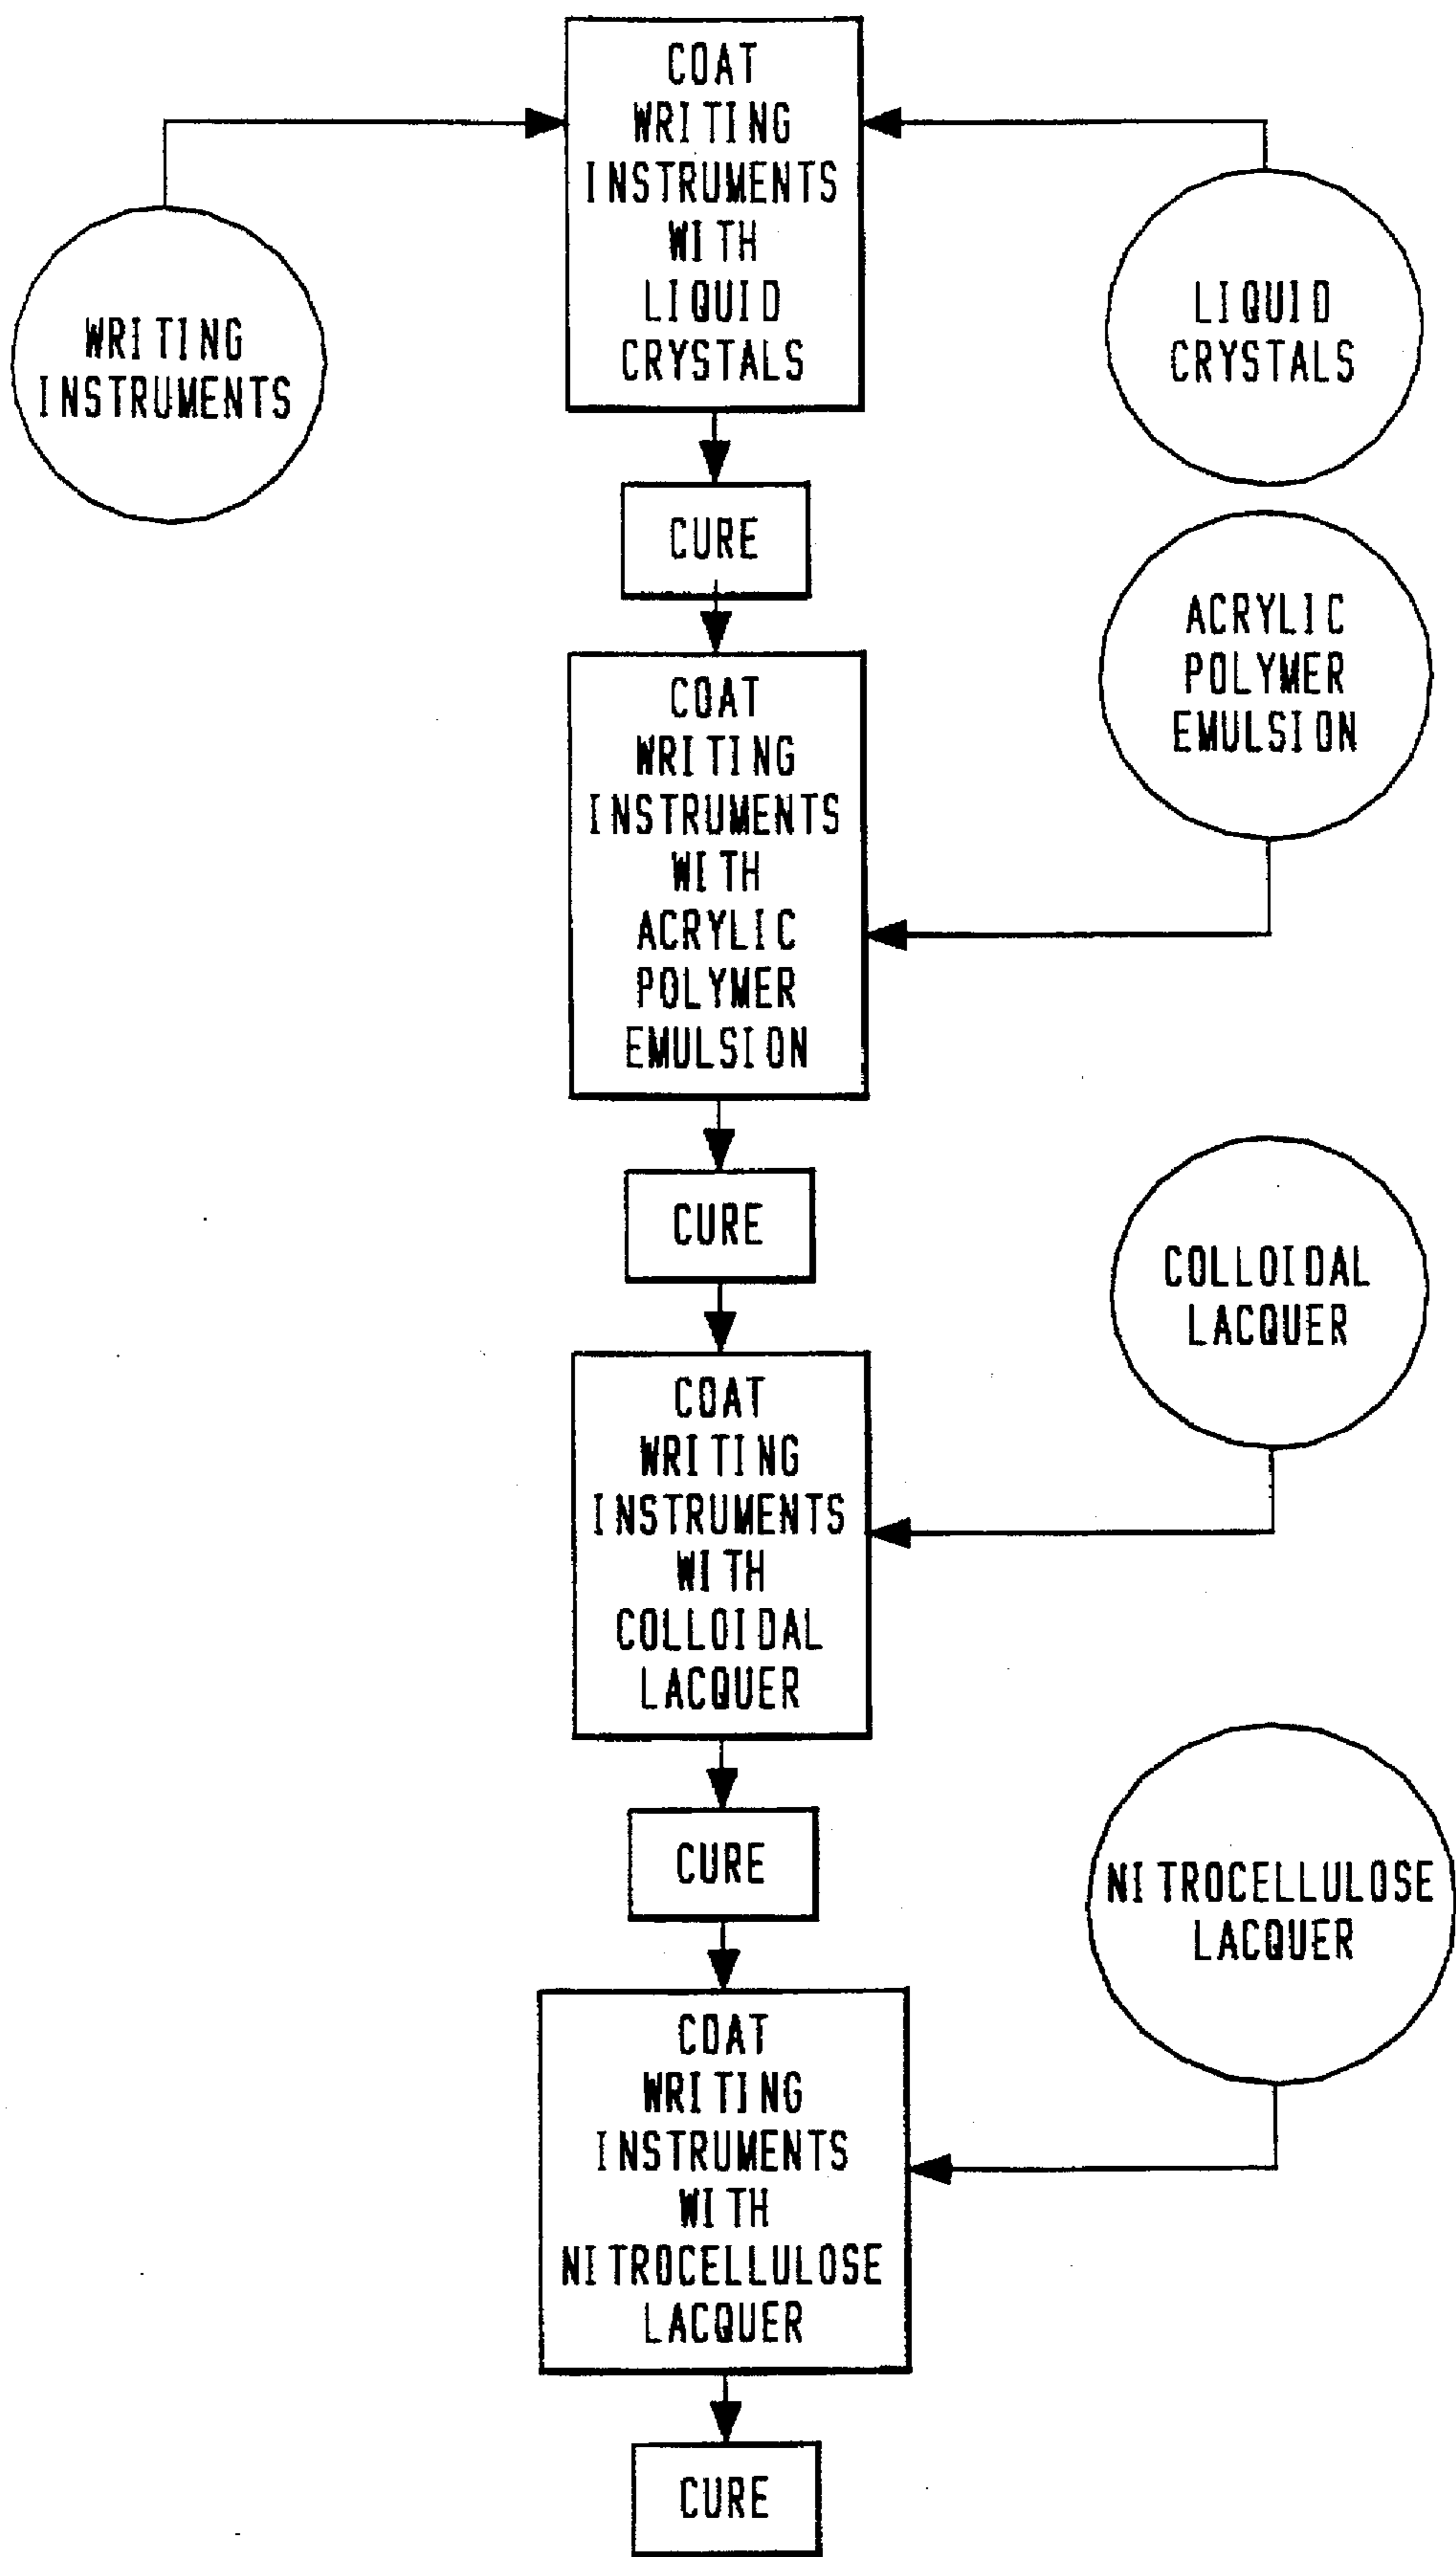 COAT
WRITING
INSTRUMENTS
WITH
LIQUID
CRYSTALS
WRITING
INSTRUMENTS
LIQUID
CRYSTALS
CURE
ACRYLIC
POLYMER
EMULSION
COAT
WRITING
INSTRUMENTS
WITH
ACRYLIC
POLYMER
EMULSION
CURE
COLLOIDAL
LACQUER
COAT
WRITING
INSTRUMENTS
WITH
COLLOIDAL
LACQUER
CURE
NITROCELLULOSE
LACQUER
COAT
WRITING
INSTRUMENTS
WITH
NITROCELLULOSE
LACQUER
CURE